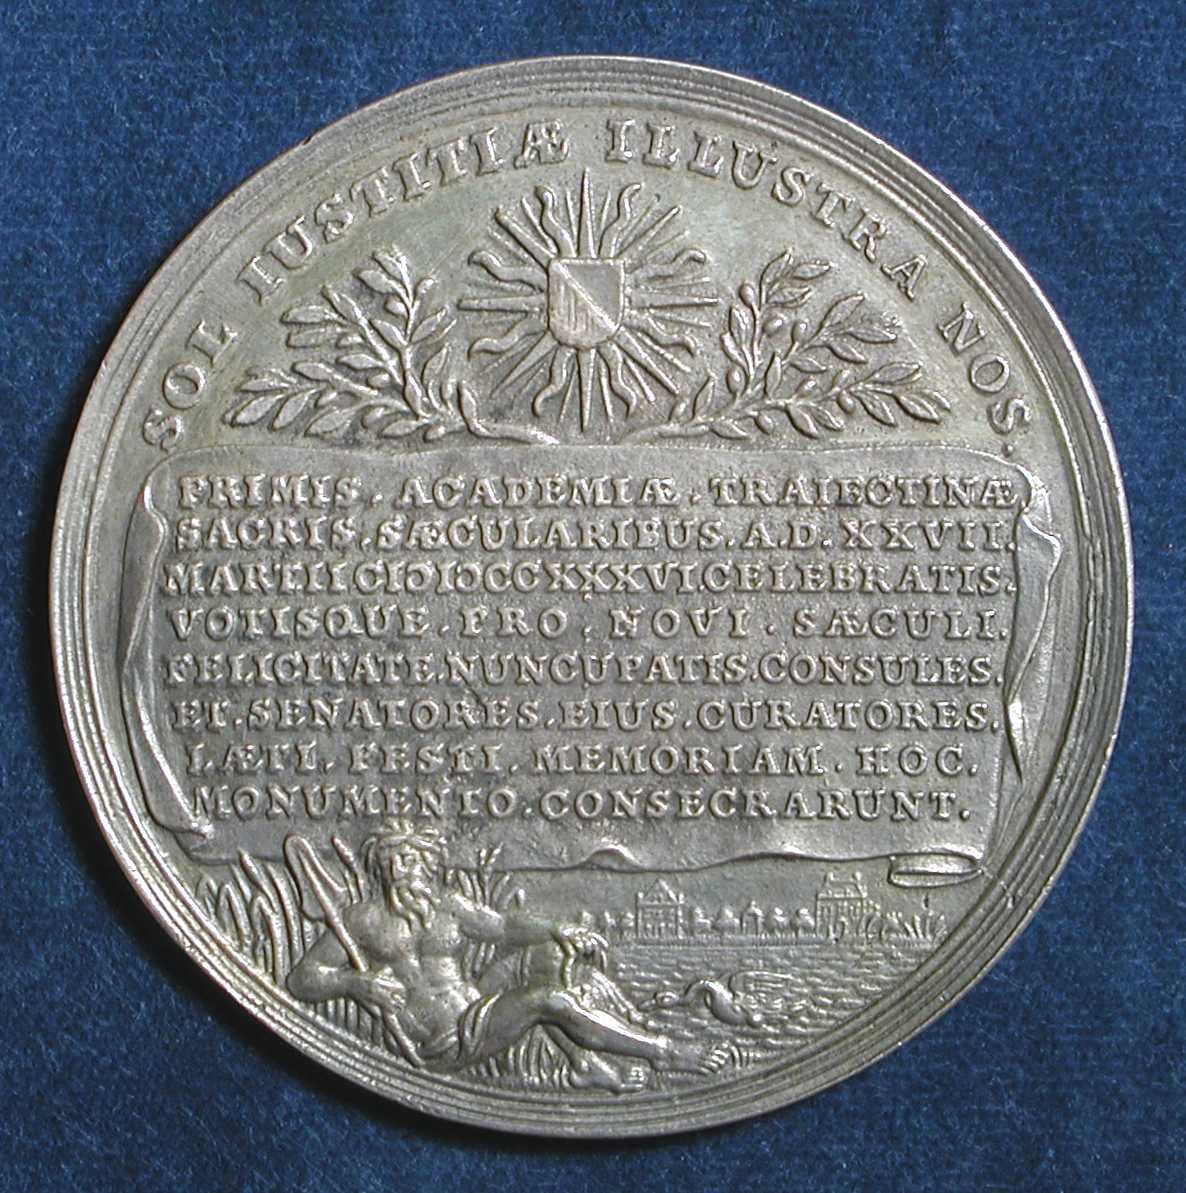 SOL IUSTITIÆ ILLUSTRA NOS.
PRIMIS. ACADEMIÆ. TRAIECTINÆ
SACRIS. SÆCULARIBUS. A.D. XXVII.
MARTII CIƆIƆCCXXXVI. CELEBRATIS.
VOTISQUE. PRO. NOVI. SÆCULI.
FELICITATE. NUNCUPATIS. CONSULES.
ET. SENATORES. EIUS. CURATORES.
LÆTI. FESTI. MEMORIAM. HOC.
MONUMENTO. CONSECRARUNT.